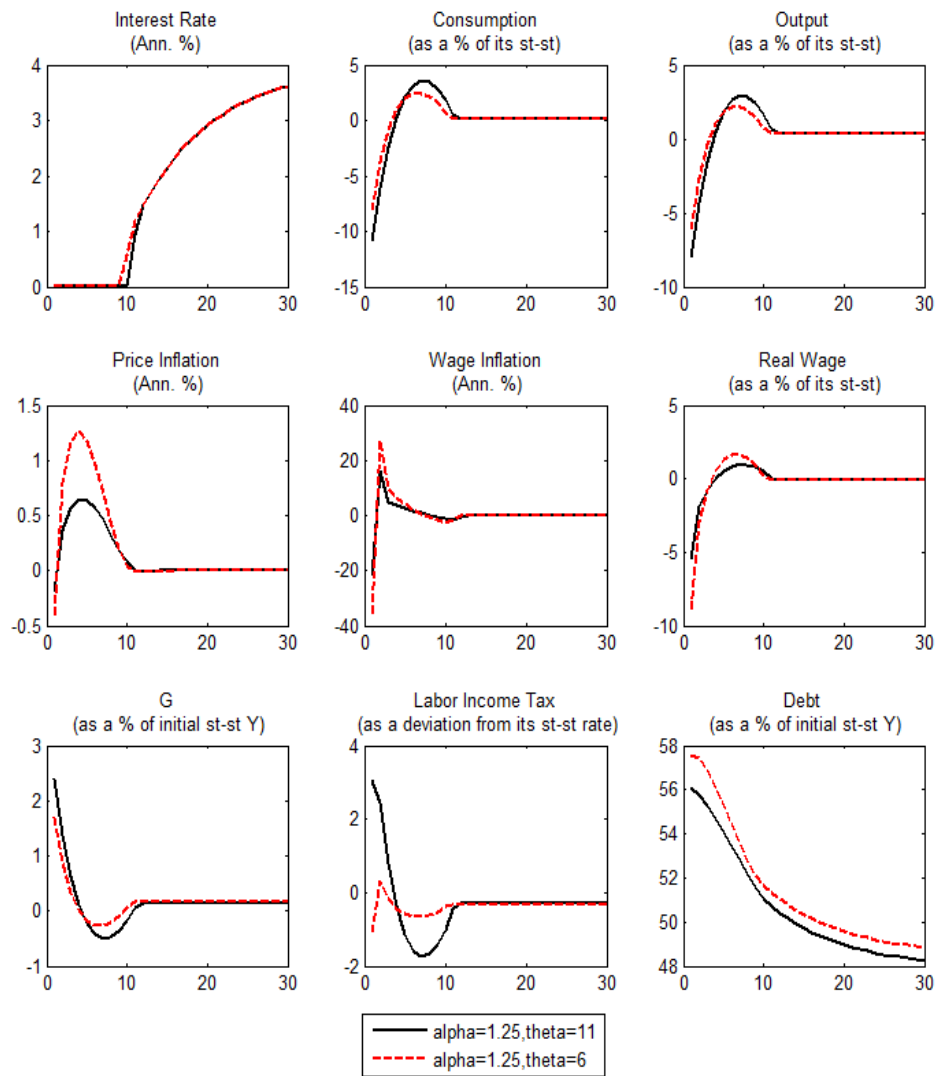 Interest Rate
(Ann. %)
4
3
2
1
0
0 10 20 30
Consumption
(as a % of its st-st)
5
0
-5
-10
-15
0 10 20 30
Output
(as a % of its st-st)
5
0
-5
-10
0 10 20 30
Price Inflation
(Ann. %)
1.5
1
0.5
0
-0.5
0 10 20 30
Wage Inflation
(Ann. %)
40
20
0
-20
-40
0 10 20 30
Real Wage
(as a % of its st-st)
5
0
-5
-10
0 10 20 30
G
(as a % of initial st-st Y)
3
2
1
0
-1
0 10 20 30
Labor Income Tax
(as a deviation from its st-st rate)
4
2
0
-2
0 10 20 30
Debt
(as a % of initial st-st Y)
58
56
54
52
50
48
0 10 20 30
alpha=1.25,theta=11
alpha=1.25,theta=6